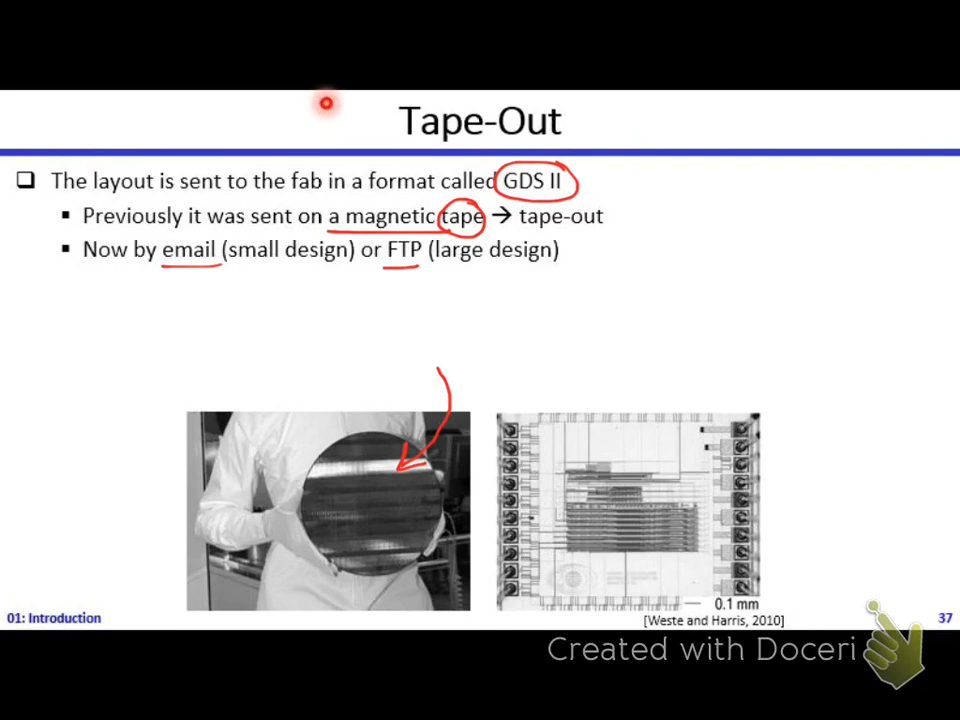 Tape-Out
The layout is sent to the fab in a format called GDS II
Previously it was sent on a magnetic tape → tape-out
Now by email (small design) or FTP (large design)
0.1 mm
[Weste and Harris, 2010]
01: Introduction
37
Created with Doceri